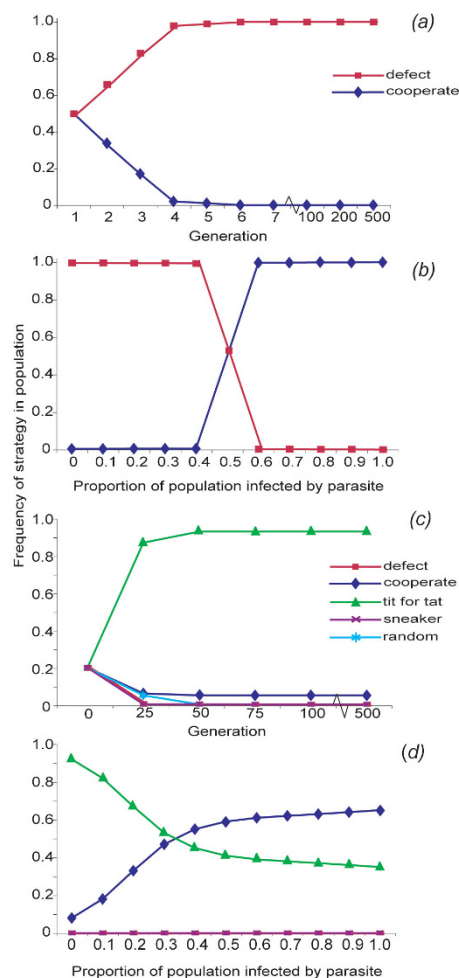 (a)
1.0
0.8
0.6
0.4
0.2
0
defect
cooperate
1 2 3 4 5 6 7 100 200 500
Generation
(b)
1.0
0.8
0.6
0.4
0.2
0
0 0.1 0.2 0.3 0.4 0.5 0.6 0.7 0.8 0.9 1.0
Proportion of population infected by parasite
Frequency of strategy in population
(c)
1.0
0.8
0.6
0.4
0.2
0
defect
cooperate
tit for tat
sneaker
random
0 25 50 75 100 500
Generation
(d)
1.0
0.8
0.6
0.4
0.2
0
0 0.1 0.2 0.3 0.4 0.5 0.6 0.7 0.8 0.9 1.0
Proportion of population infected by parasite